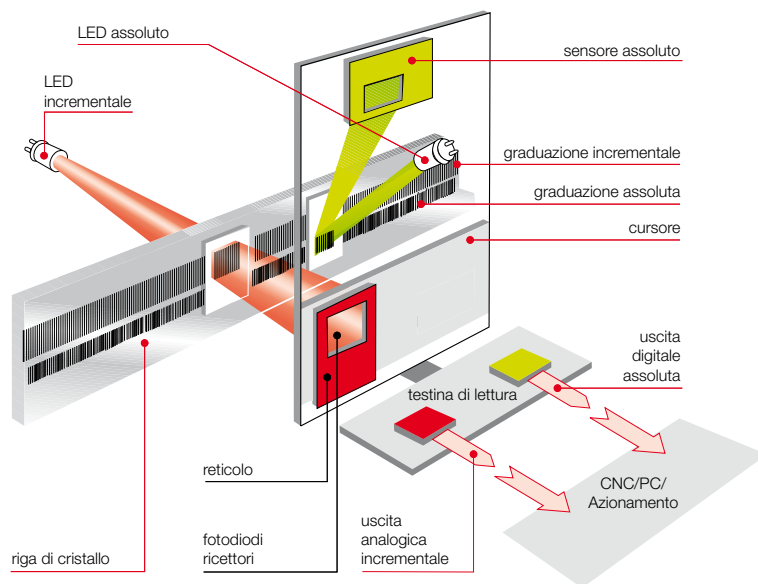 LED assoluto
sensore assoluto
LED
incrementale
graduazione incrementale
graduazione assoluta
cursore
uscita
digitale
assoluta
testina di lettura
CNC/PC/
Azionamento
reticolo
fotodiodi
ricettori
uscita
analogica
incrementale
riga di cristallo